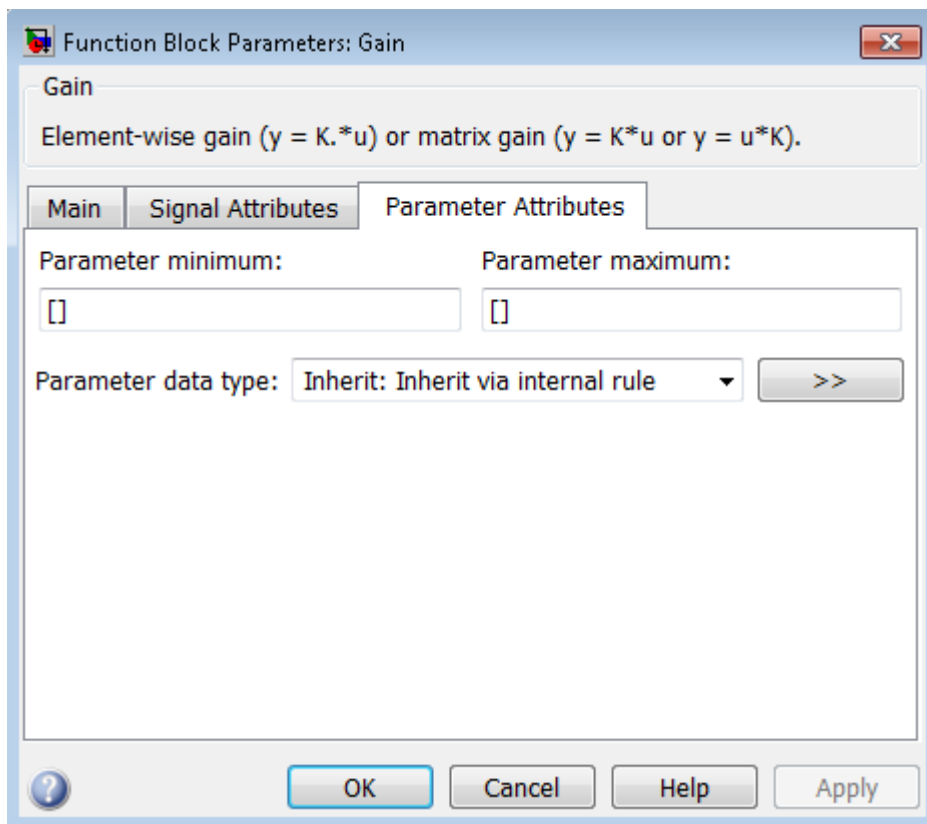 Function Block Parameters: Gain
Gain
Element-wise gain (y = K.*u) or matrix gain (y = K*u or y = u*K).
Main Signal Attributes Parameter Attributes
Parameter minimum: Parameter maximum:
[] []
Parameter data type: Inherit: Inherit via internal rule >>
? OK Cancel Help Apply